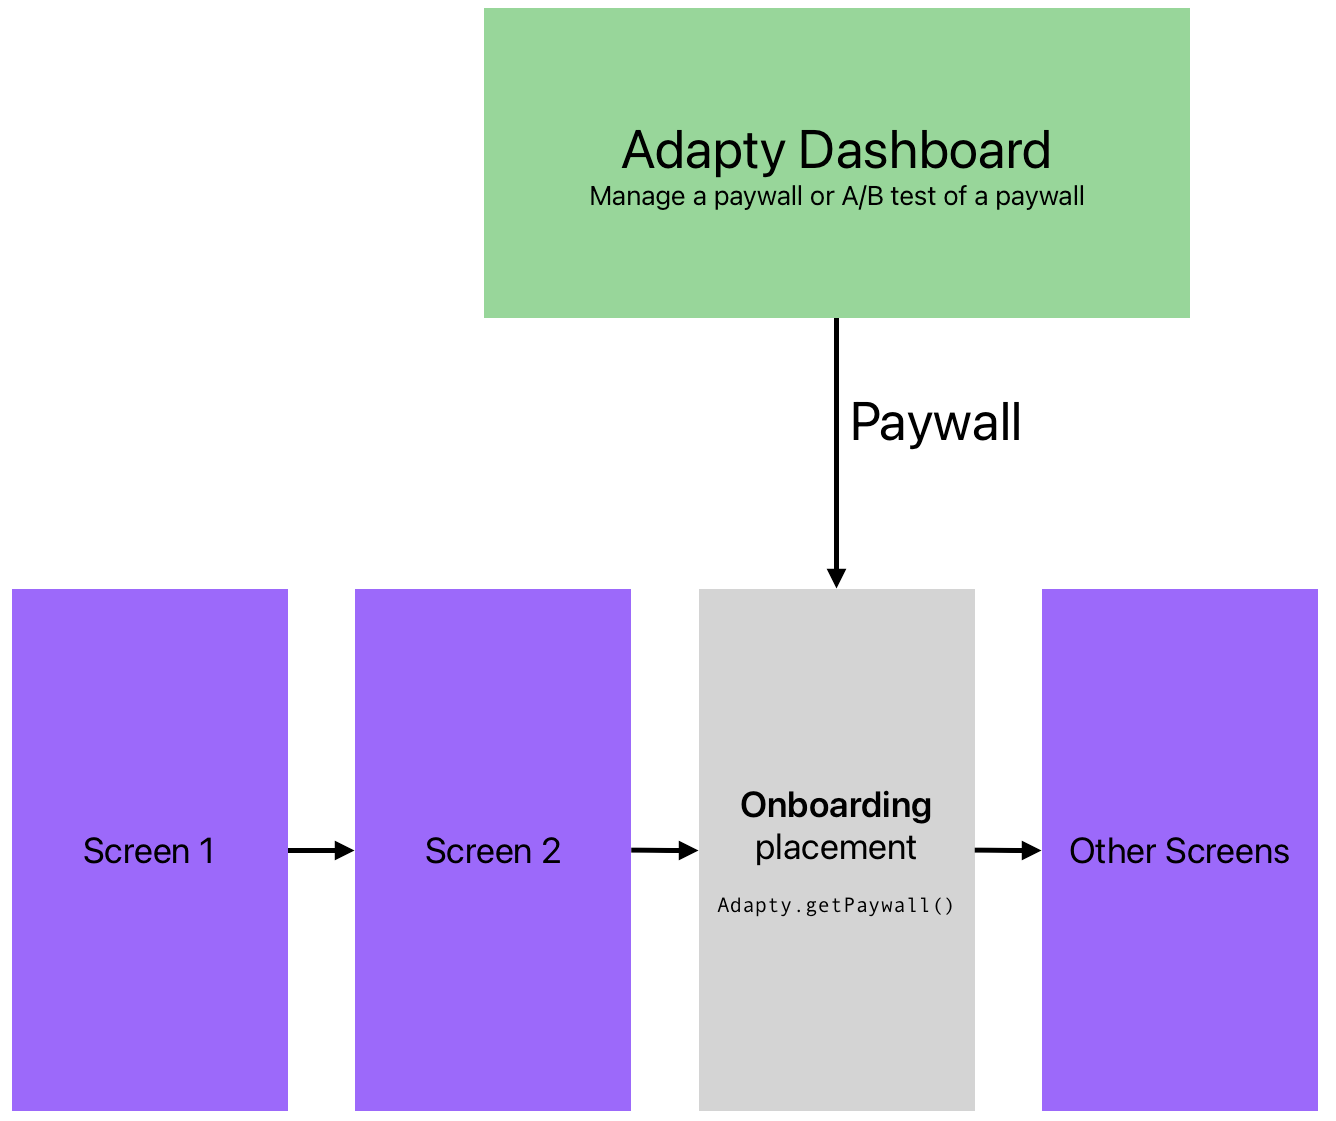 Adapty Dashboard
Manage a paywall or A/B test of a paywall
Paywall
Screen 1
Screen 2
Onboarding
placement
Adapty.getPaywall()
Other Screens